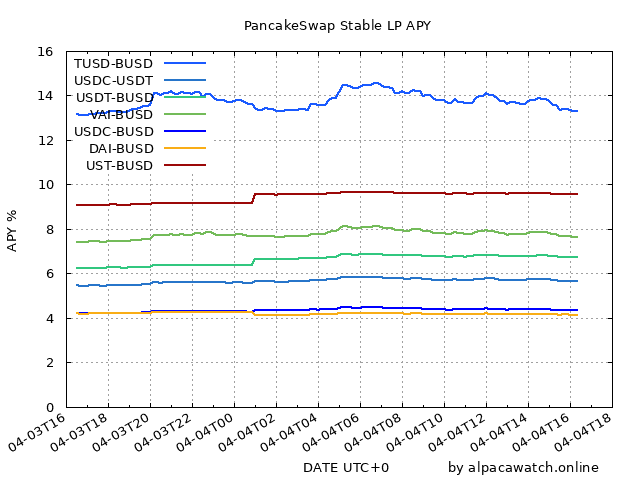 PancakeSwap Stable LP APY
16
14
12
10
8
6
4
2
0
APY %
TUSD-BUSD
USDC-USDT
USDT-BUSD
VAI-BUSD
USDC-BUSD
DAI-BUSD
UST-BUSD
04-03T16
04-03T18
04-03T20
04-03T22
04-04T00
04-04T02
04-04T04
04-04T06
04-04T08
04-04T10
04-04T12
04-04T14
04-04T16
04-04T18
DATE UTC+0
by alpacawatch.online